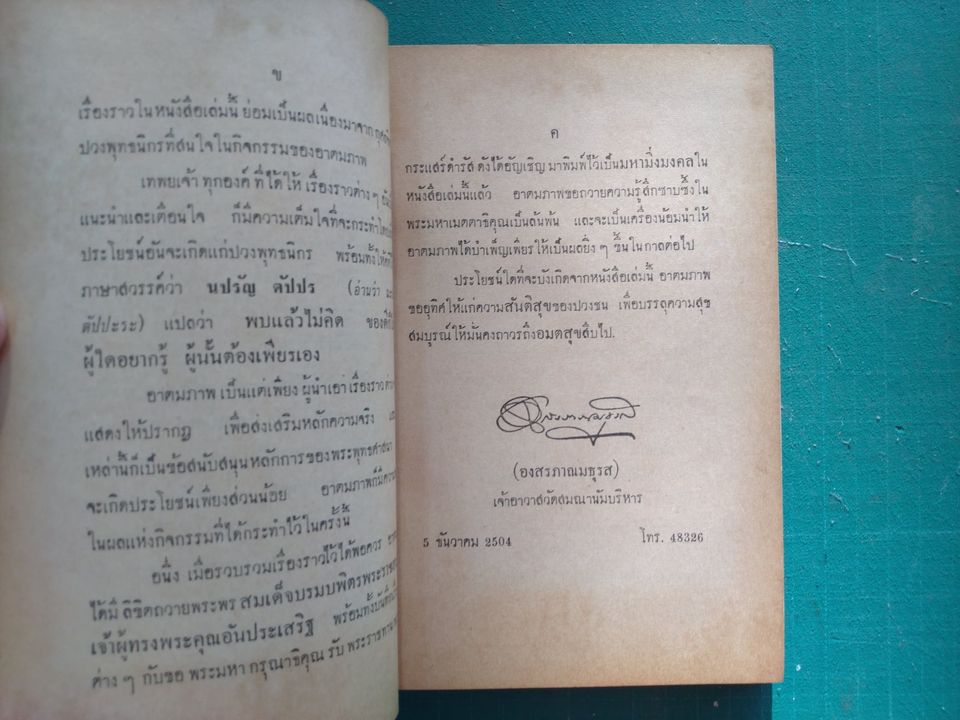 ข
เรื่องราวในหนังสือเล่มนี้ ย่อมเป็นผลเนื่องมาจาก
ปวงพุทธนิกรที่สนใจในกิจกรรมของอาตมภาพ
เทพยเจ้า ทุกองค์ ที่ได้ให้ เรื่องราวต่าง ๆ
แนะนำและเตือนใจ ก็มีความเต็มใจที่จะกระทำ
ประโยชน์อันจะเกิดแก่ปวงพุทธนิกร พร้อมทั้งให้
ภาษาสวรรค์ว่า นปรัญ ตัปปร (อ่านว่า
ตัปปะระ) แปลว่า พบแล้วไม่คิด ของดี
ผู้ใดอยากรู้ ผู้นั้นต้องเพียรเอง
อาตมภาพ เป็นแต่เพียง ผู้นำเอา เรื่องราว
แสดงให้ปรากฏ เพื่อส่งเสริมหลักความจริง
เหล่านี้ก็เป็นข้อสนับสนุนหลักการของพระพุทธศาสนา
จะเกิดประโยชน์เพียงส่วนน้อย อาตมภาพก็มีความ
ในผลแห่งกิจกรรมที่ได้กระทำไว้ในครั้งนี้
อนึ่ง เมื่อรวบรวมเรื่องราวไว้ได้พอควร
ได้มี ลิขิตถวายพระพร สมเด็จบรมบพิตรพระราช
เจ้าผู้ทรงพระคุณอันประเสริฐ พร้อมทั้งบันทึก
ต่าง ๆ กับขอ พระมหา กรุณาธิคุณ รับ พระราชทาน
ค
กระแสร์ดำรัส ดังได้อัญเชิญ มาพิมพ์ไว้เป็นมหามิ่งมงคลใน
หนังสือเล่มนี้แล้ว อาตมภาพขอถวายความรู้สึกซาบซึ้งใน
พระมหาเมตตาธิคุณเป็นล้นพ้น และจะเป็นเครื่องน้อมนำให้
อาตมภาพได้บำเพ็ญเพียร ให้เป็นผลยิ่ง ๆ ขึ้นในกาลต่อไป
ประโยชน์ใดที่จะบังเกิดจากหนังสือเล่มนี้ อาตมภาพ
ขออุทิศให้แก่ความสันติสุขของปวงชน เพื่อบรรลุความสุข
สมบูรณ์ให้มั่นคงถาวรถึงอมตสุขสืบไป.
(องสรภาณมธุรส)
เจ้าอาวาสวัดสมณานัมบริหาร
5 ธันวาคม 2504 โทร. 48326